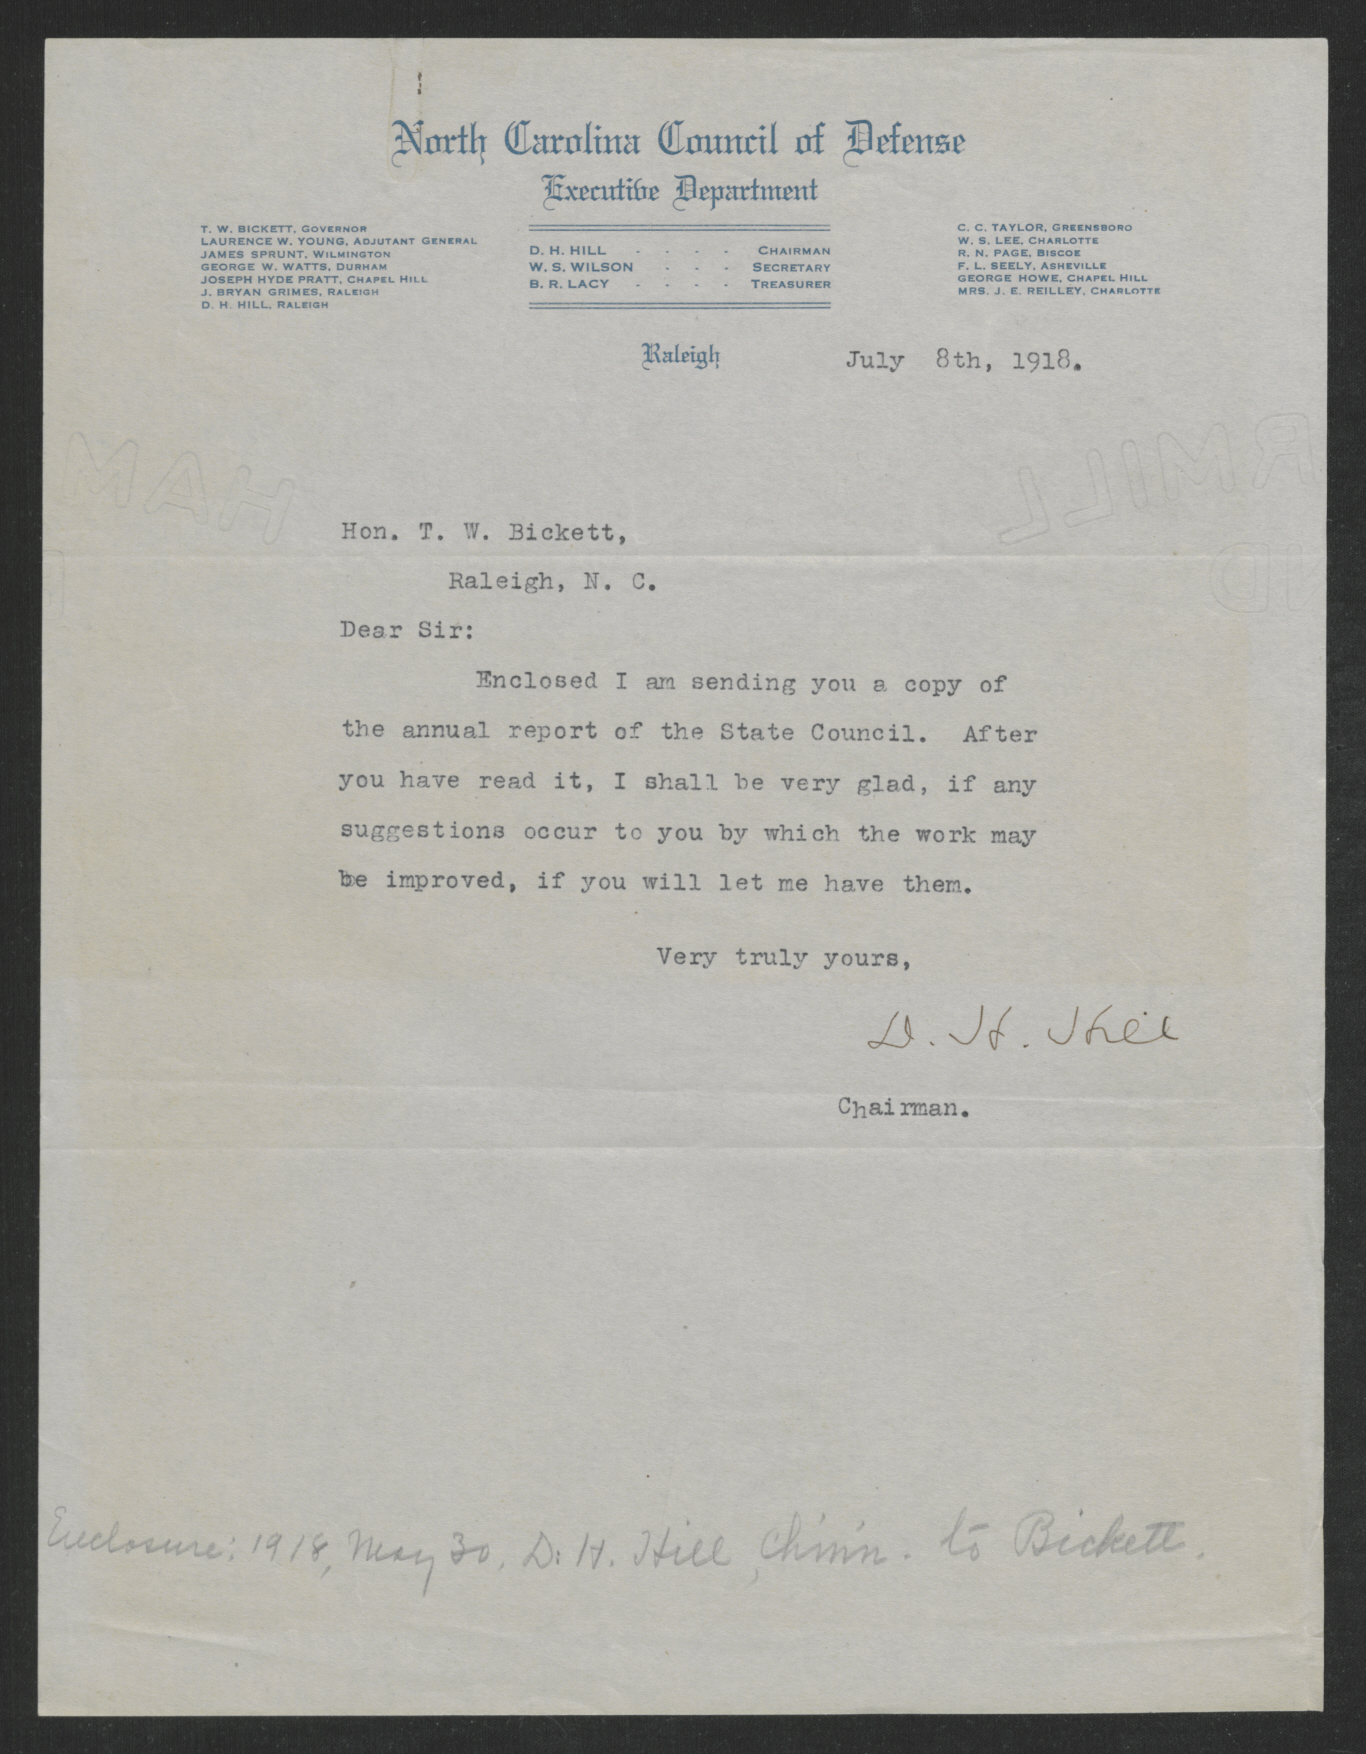 North Carolina Council of Defense
Executive Department
T. W. BICKETT, GOVERNOR
LAURENCE W. YOUNG, ADJUTANT GENERAL
JAMES SPRUNT, WILMINGTON
GEORGE W. WATTS, DURHAM
JOSEPH HYDE PRATT, CHAPEL HILL
J. BRYAN GRIMES, RALEIGH
D. H. HILL, RALEIGH
D. H. HILL - - - - CHAIRMAN
W. S. WILSON - - - SECRETARY
B. R. LACY - - - - TREASURER
C. C. TAYLOR, GREENSBORO
W. S. LEE, CHARLOTTE
R. N. PAGE, BISCOE
F. L. SEELY, ASHEVILLE
GEORGE HOWE, CHAPEL HILL
MRS. J. E. REILLEY, CHARLOTTE
Raleigh July 8th, 1918.
HAM RMILL
ND
Hon. T. W. Bickett,
Raleigh, N. C.
Dear Sir:
Enclosed I am sending you a copy of
the annual report of the State Council. After
you have read it, I shall be very glad, if any
suggestions occur to you by which the work may
be improved, if you will let me have them.
Very truly yours,
D. H. Hill
Chairman.
Enclosure: 1918, May 30, D. H. Hill, Ch'm'n. to Bickett.